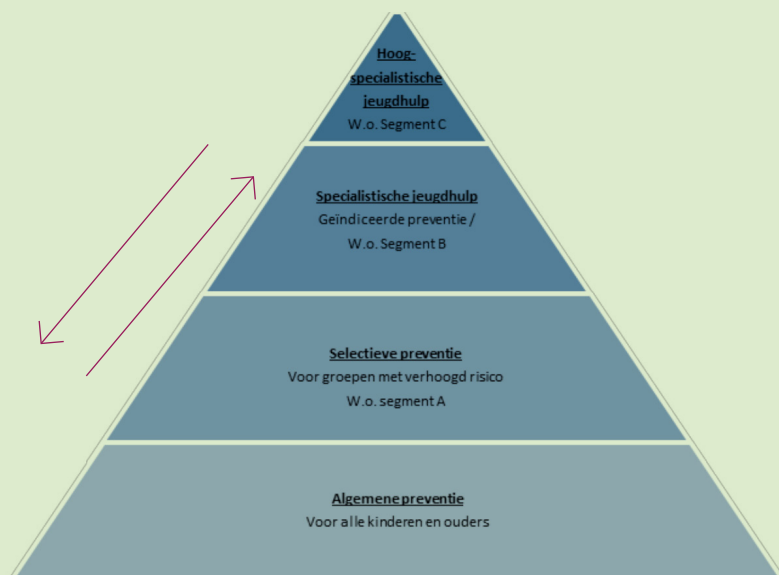 Hoog-
specialistische
jeugdhulp
W.o. Segment C
Specialistische jeugdhulp
Geïndiceerde preventie /
W.o. Segment B
Selectieve preventie
Voor groepen met verhoogd risico
W.o. segment A
Algemene preventie
Voor alle kinderen en ouders